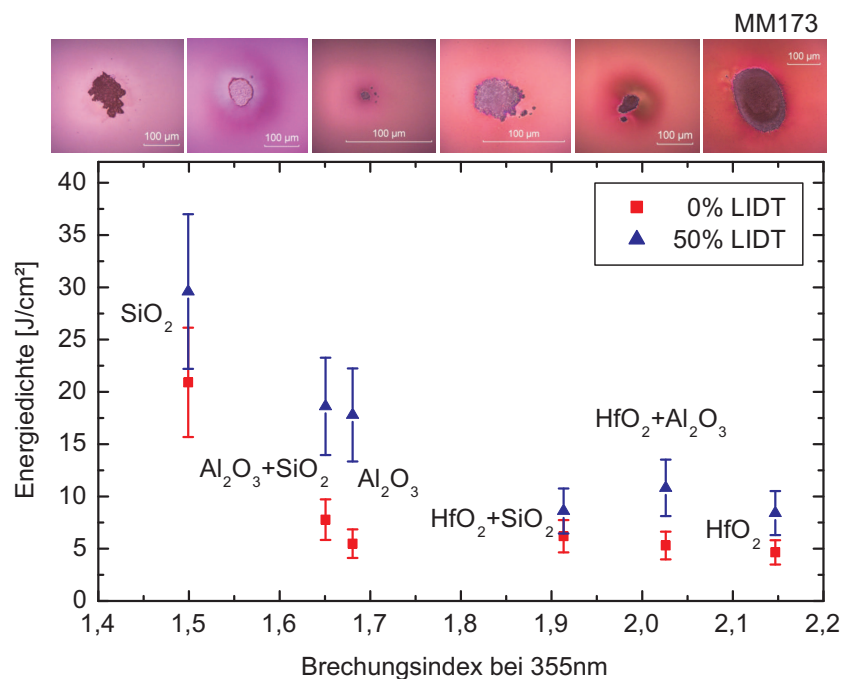 MM173
100 µm
100 µm
100 µm
100 µm
100 µm
100 µm
Energiedichte [J/cm²]
40
35
30
25
20
15
10
5
0
0% LIDT
50% LIDT
SiO₂
Al₂O₃+SiO₂
Al₂O₃
HfO₂+SiO₂
HfO₂+Al₂O₃
HfO₂
1,4 1,5 1,6 1,7 1,8 1,9 2,0 2,1 2,2
Brechungsindex bei 355nm